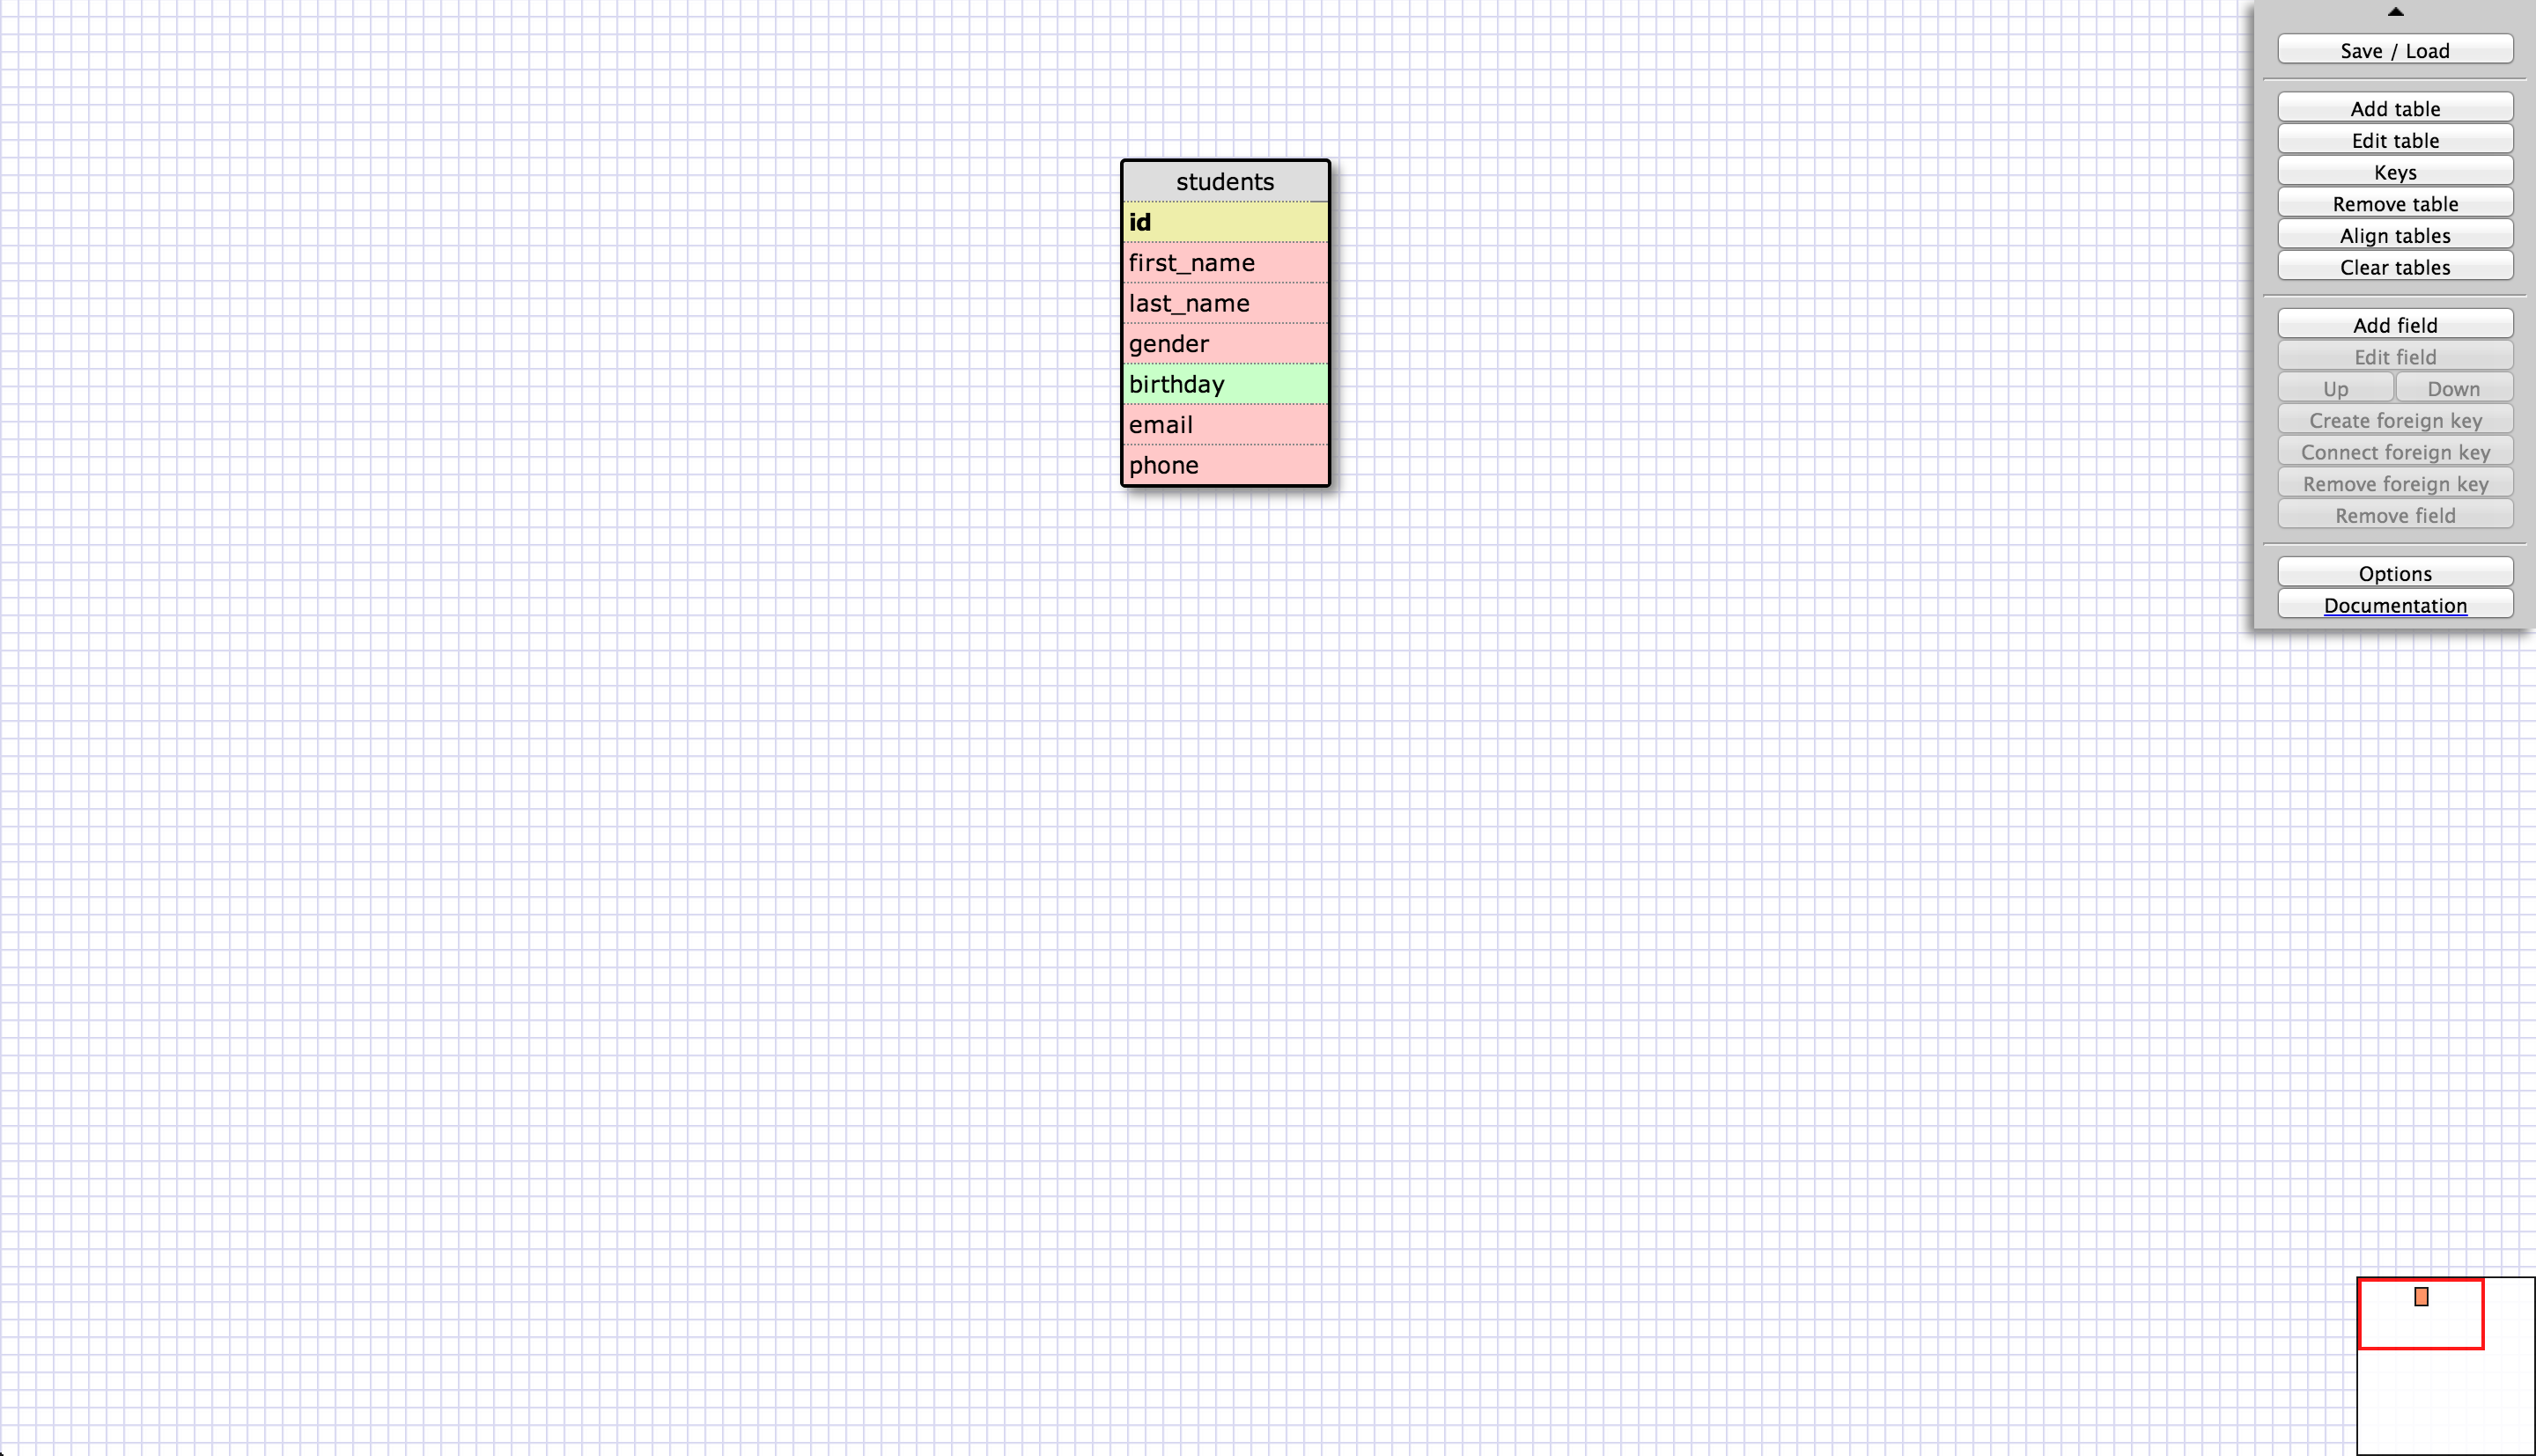 students
id
first_name
last_name
gender
birthday
email
phone
Save / Load
Add table
Edit table
Keys
Remove table
Align tables
Clear tables
Add field
Edit field
Up Down
Create foreign key
Connect foreign key
Remove foreign key
Remove field
Options
Documentation